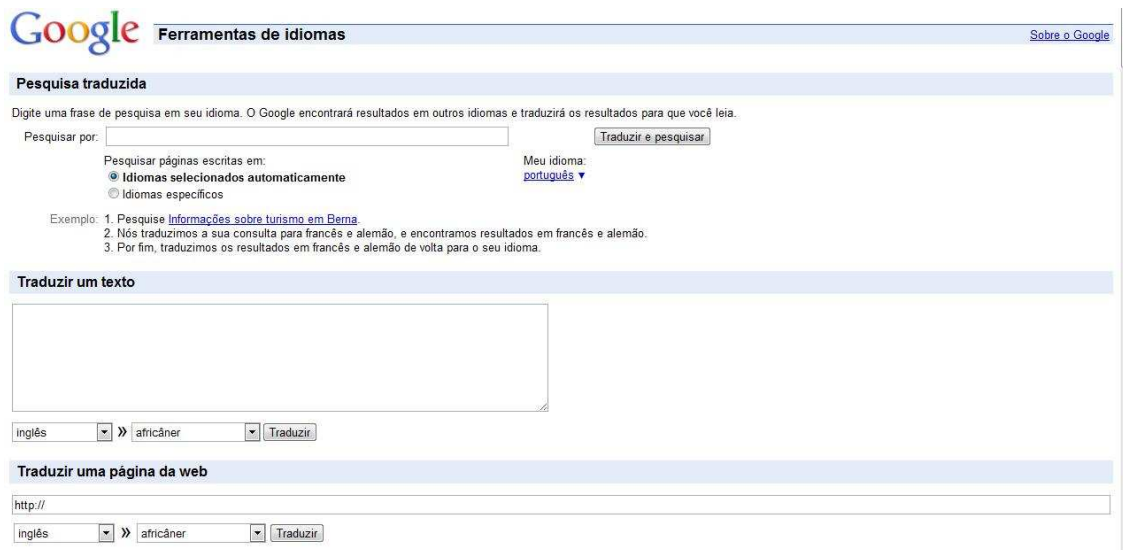 Google Ferramentas de idiomas Sobre o Google
Pesquisa traduzida
Digite uma frase de pesquisa em seu idioma. O Google encontrará resultados em outros idiomas e traduzirá os resultados para que você leia.
Pesquisar por: Traduzir e pesquisar
Pesquisar páginas escritas em: Meu idioma:
Idiomas selecionados automaticamente português ▼
Idiomas específicos
Exemplo: 1. Pesquise Informações sobre turismo em Berna.
2. Nós traduzimos a sua consulta para francês e alemão, e encontramos resultados em francês e alemão.
3. Por fim, traduzimos os resultados em francês e alemão de volta para o seu idioma.
Traduzir um texto
inglês » africâner Traduzir
Traduzir uma página da web
http://
inglês » africâner Traduzir